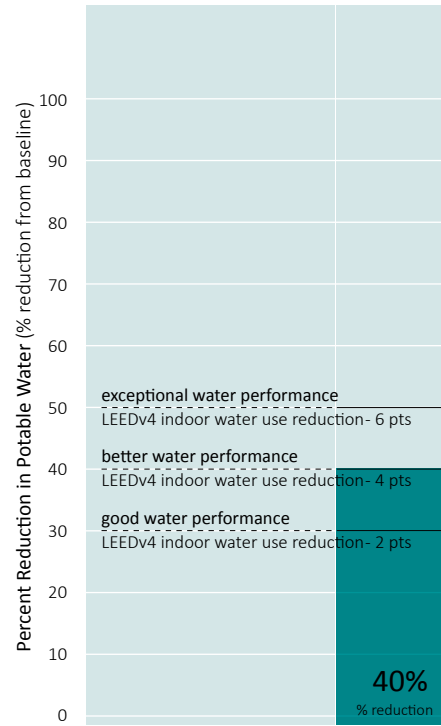 Percent Reduction in Potable Water (% reduction from baseline)
100
90
80
70
60
exceptional water performance
50
LEEDv4 indoor water use reduction- 6 pts
better water performance
40
LEEDv4 indoor water use reduction- 4 pts
good water performance
30
LEEDv4 indoor water use reduction- 2 pts
20
10
40%
% reduction
0